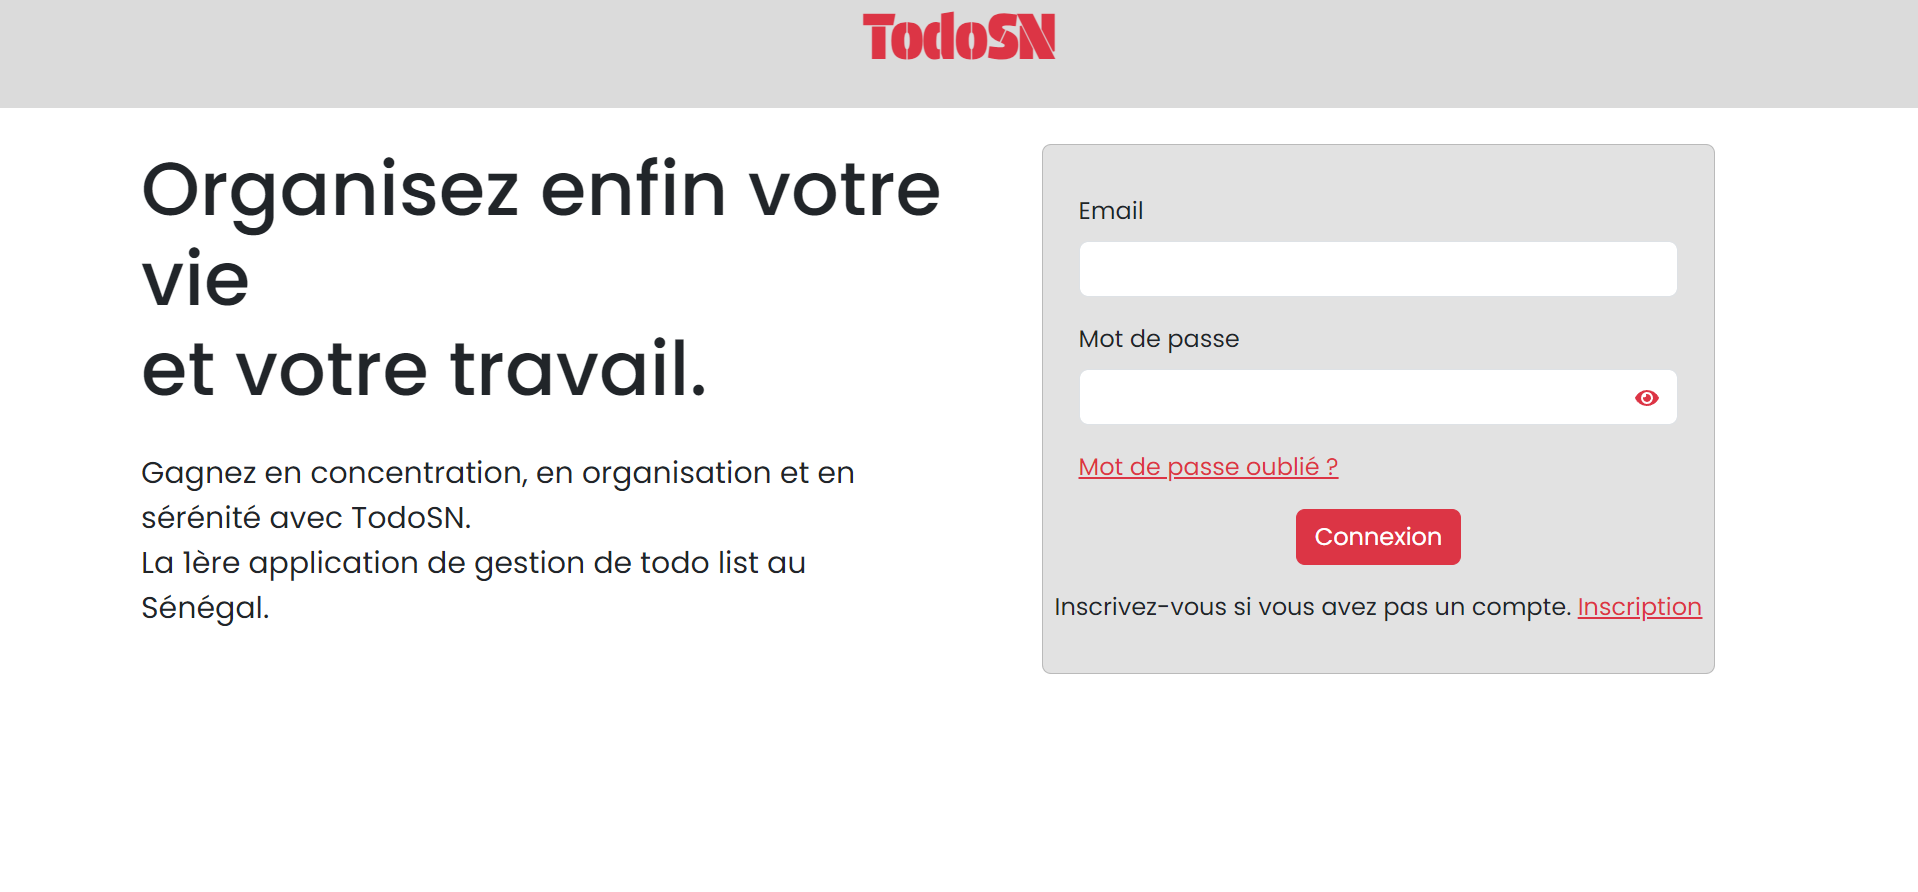 TodoSN
Organisez enfin votre
vie
et votre travail.
Gagnez en concentration, en organisation et en
sérénité avec TodoSN.
La 1ère application de gestion de todo list au
Sénégal.
Email
Mot de passe
Mot de passe oublié ?
Connexion
Inscrivez-vous si vous avez pas un compte. Inscription